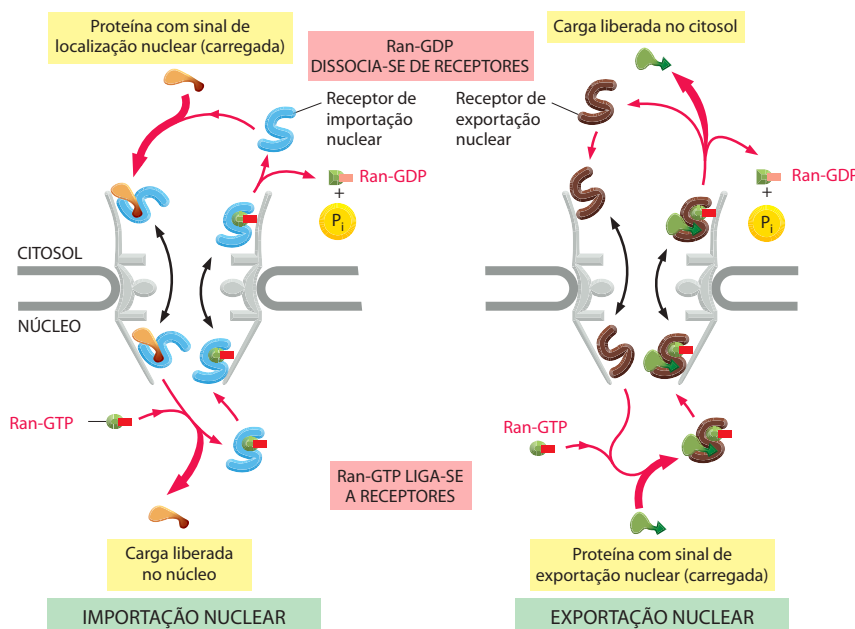 Proteína com sinal de
localização nuclear (carregada)
Ran-GDP
DISSOCIA-SE DE RECEPTORES
Carga liberada no citosol
Receptor de
importação
nuclear
Receptor de
exportação
nuclear
Ran-GDP
+
Pi
Ran-GDP
+
Pi
CITOSOL
NÚCLEO
Ran-GTP
Ran-GTP
Ran-GTP LIGA-SE
A RECEPTORES
Carga liberada
no núcleo
Proteína com sinal de
exportação nuclear (carregada)
IMPORTAÇÃO NUCLEAR
EXPORTAÇÃO NUCLEAR